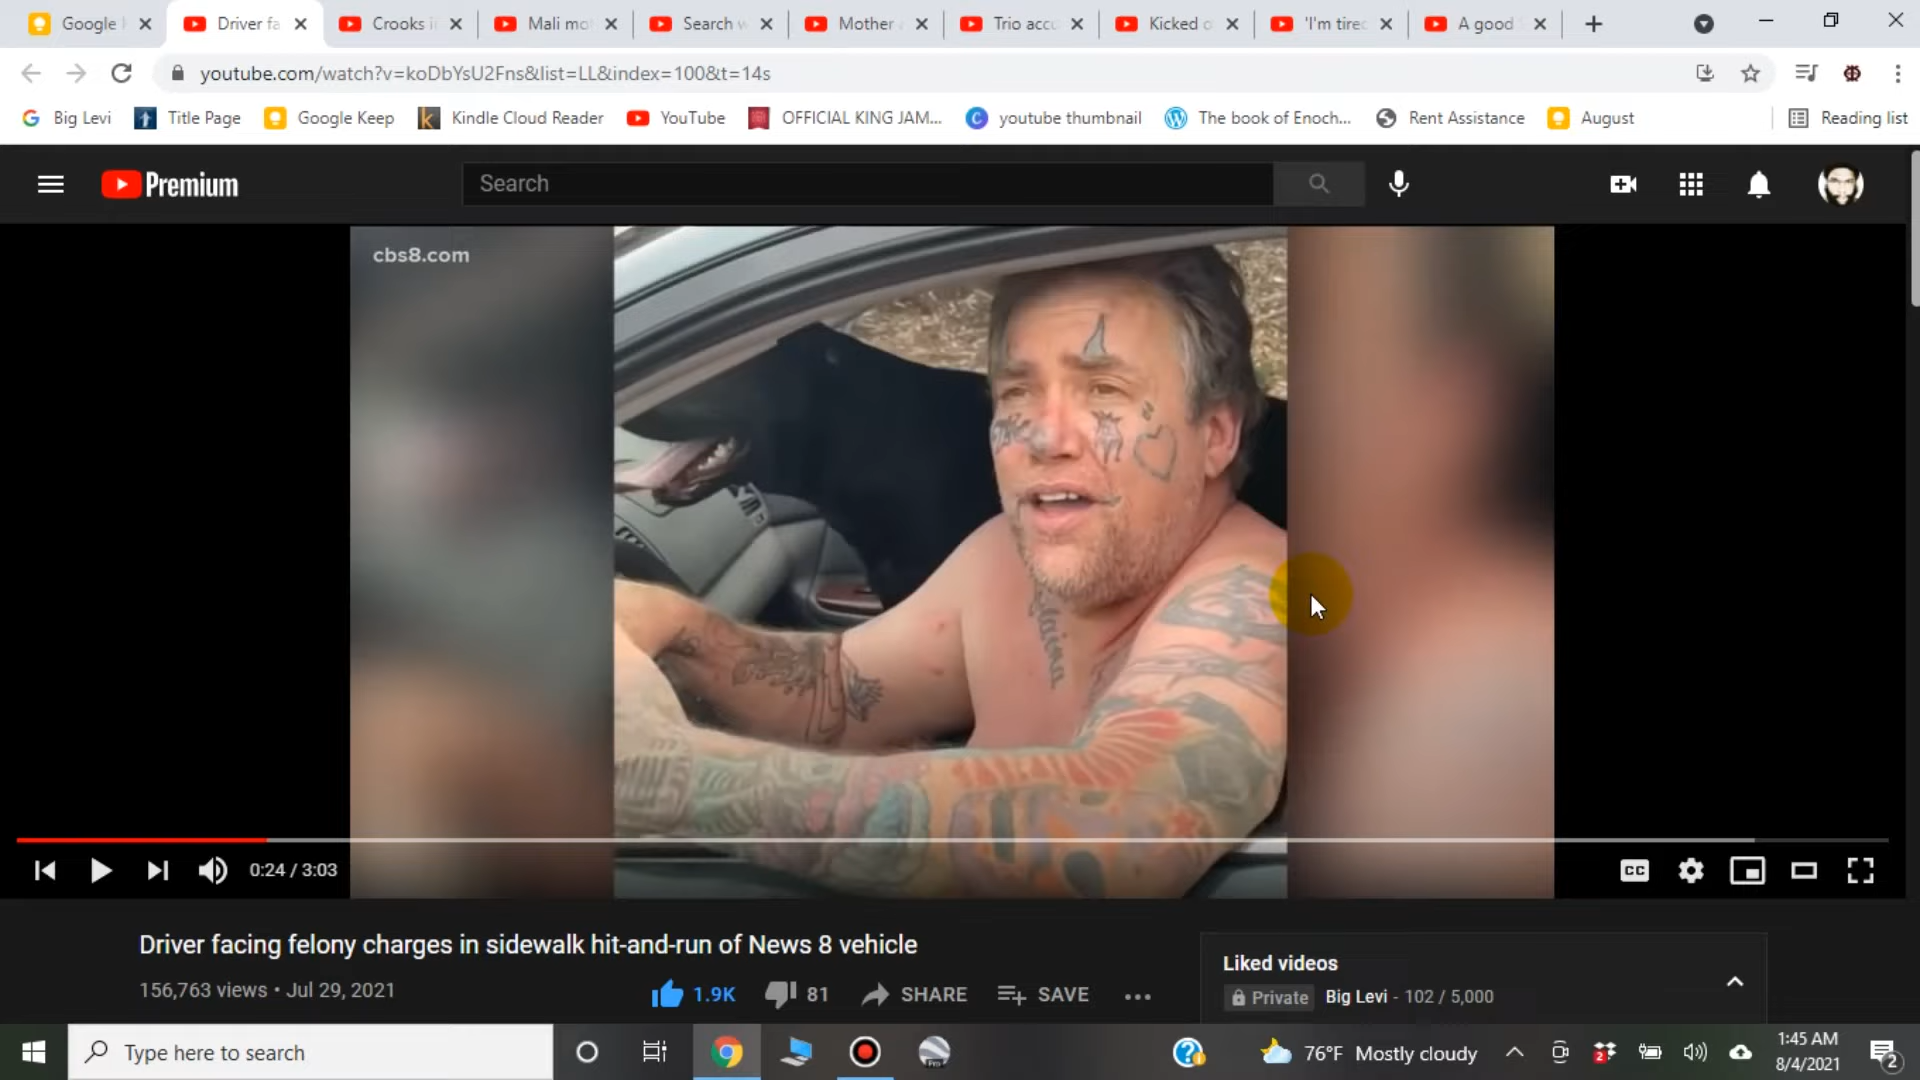 Google
Driver fa
Crooks i
Mali mo
Search w
Mother
Trio acc
Kicked o
'I'm tired
A good
youtube.com/watch?v=koDbYsU2Fns&list=LL&index=100&t=14s
Big Levi
Title Page
Google Keep
Kindle Cloud Reader
YouTube
OFFICIAL KING JAM...
youtube thumbnail
The book of Enoch...
Rent Assistance
August
Reading list
Premium
Search
cbs8.com
0:24 / 3:03
CC
Driver facing felony charges in sidewalk hit-and-run of News 8 vehicle
156,763 views • Jul 29, 2021
1.9K
81
SHARE
SAVE
Liked videos
Private
Big Levi - 102 / 5,000
Type here to search
76°F Mostly cloudy
1:45 AM
8/4/2021
2